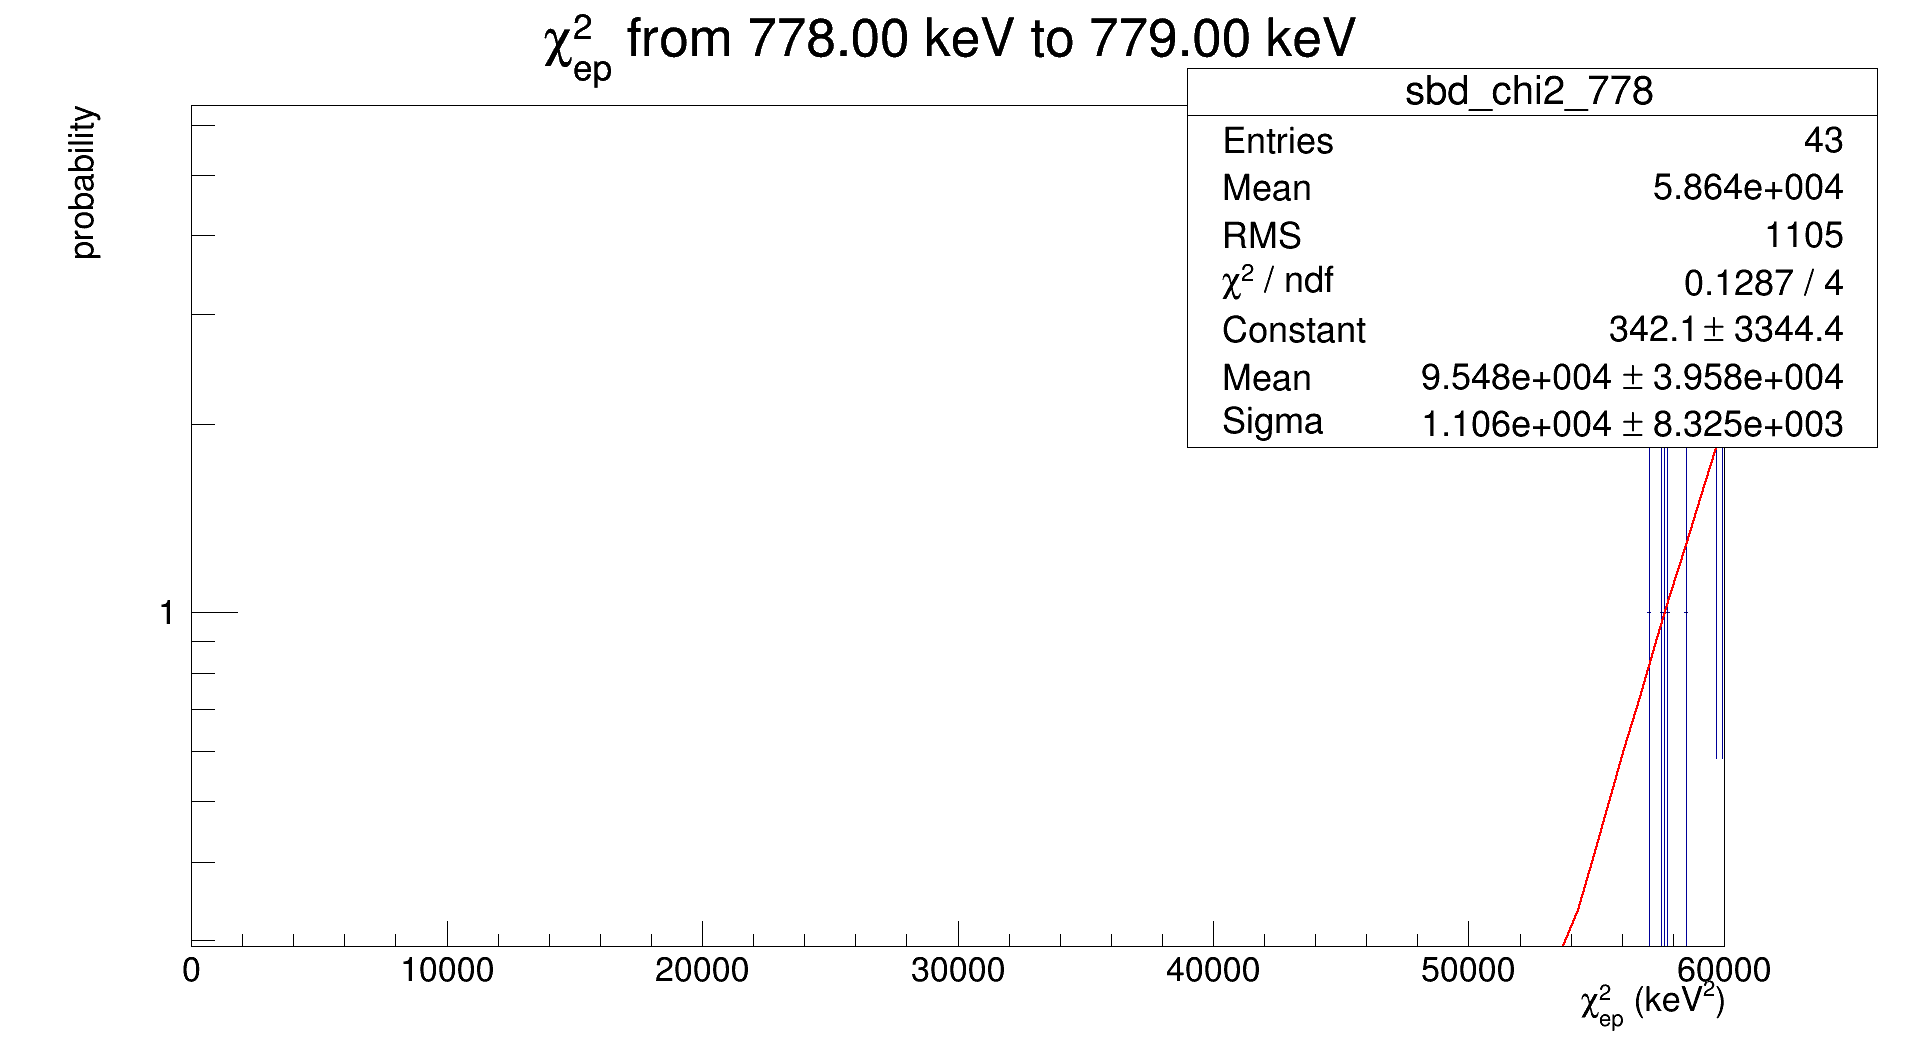 χ²ep from 778.00 keV to 779.00 keV
probability
sbd_chi2_778
Entries 43
Mean 5.864e+004
RMS 1105
χ² / ndf 0.1287 / 4
Constant 342.1 ± 3344.4
Mean 9.548e+004 ± 3.958e+004
Sigma 1.106e+004 ± 8.325e+003
1
0 10000 20000 30000 40000 50000 60000
χ²ep (keV²)